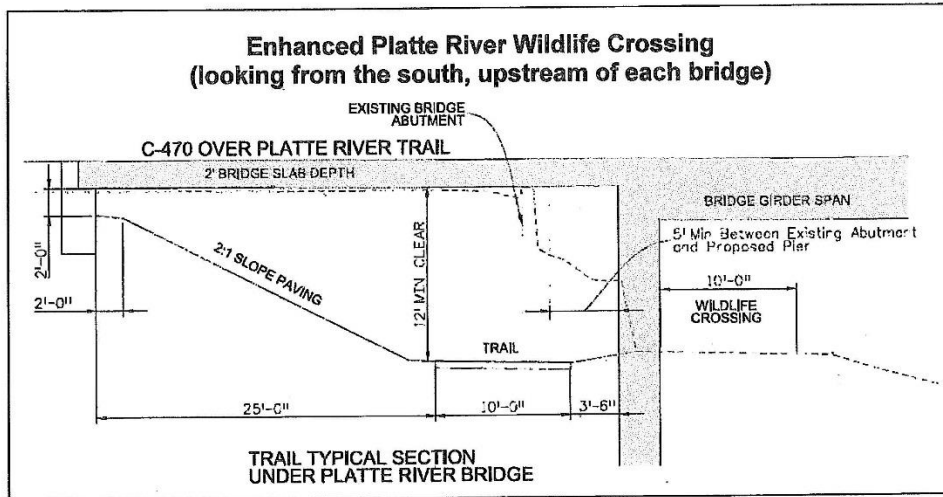 Enhanced Platte River Wildlife Crossing
(looking from the south, upstream of each bridge)
EXISTING BRIDGE
ABUTMENT
C-470 OVER PLATTE RIVER TRAIL
2' BRIDGE SLAB DEPTH
BRIDGE GIRDER SPAN
5' Min Between Existing Abutment
and Proposed Pier
2'-0"
2:1 SLOPE PAVING
12' MIN CLEAR
10'-0"
WILDLIFE
CROSSING
2'-0"
TRAIL
25'-0"
10'-0"
3'-6"
TRAIL TYPICAL SECTION
UNDER PLATTE RIVER BRIDGE